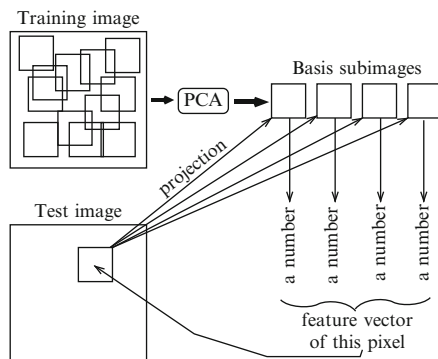 Training image
Basis subimages
PCA
projection
Test image
a number
a number
a number
a number
feature vector
of this pixel